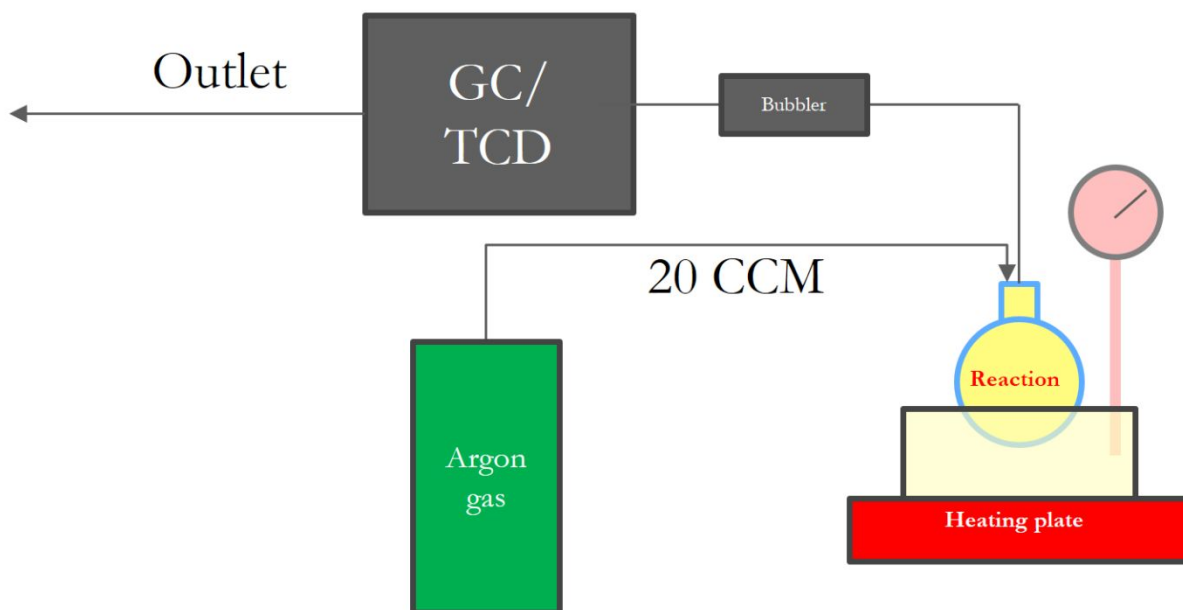 Outlet
GC/
TCD
Bubbler
20 CCM
Reaction
Argon
gas
Heating plate